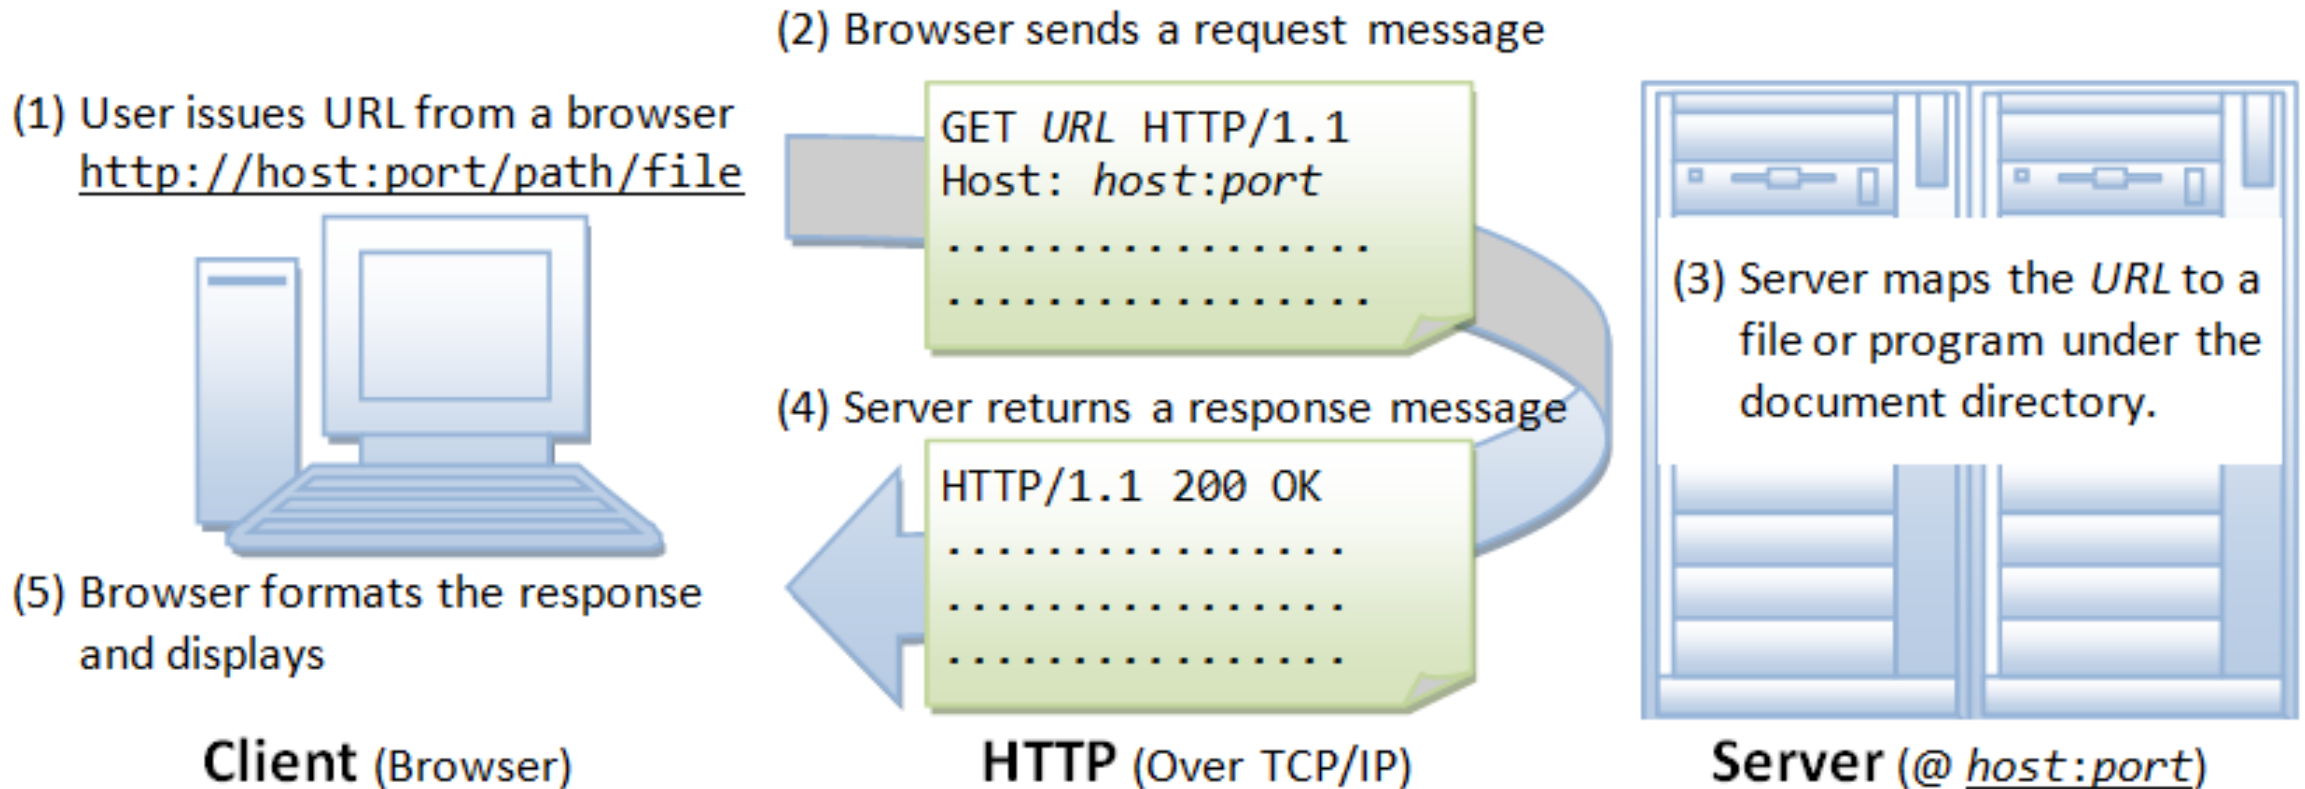 (1) User issues URL from a browser
http://host:port/path/file
(2) Browser sends a request message
GET URL HTTP/1.1
Host: host:port
..................
..................
(3) Server maps the URL to a
file or program under the
document directory.
(4) Server returns a response message
HTTP/1.1 200 OK
.................
.................
.................
(5) Browser formats the response
and displays
Client (Browser)
HTTP (Over TCP/IP)
Server (@ host:port)